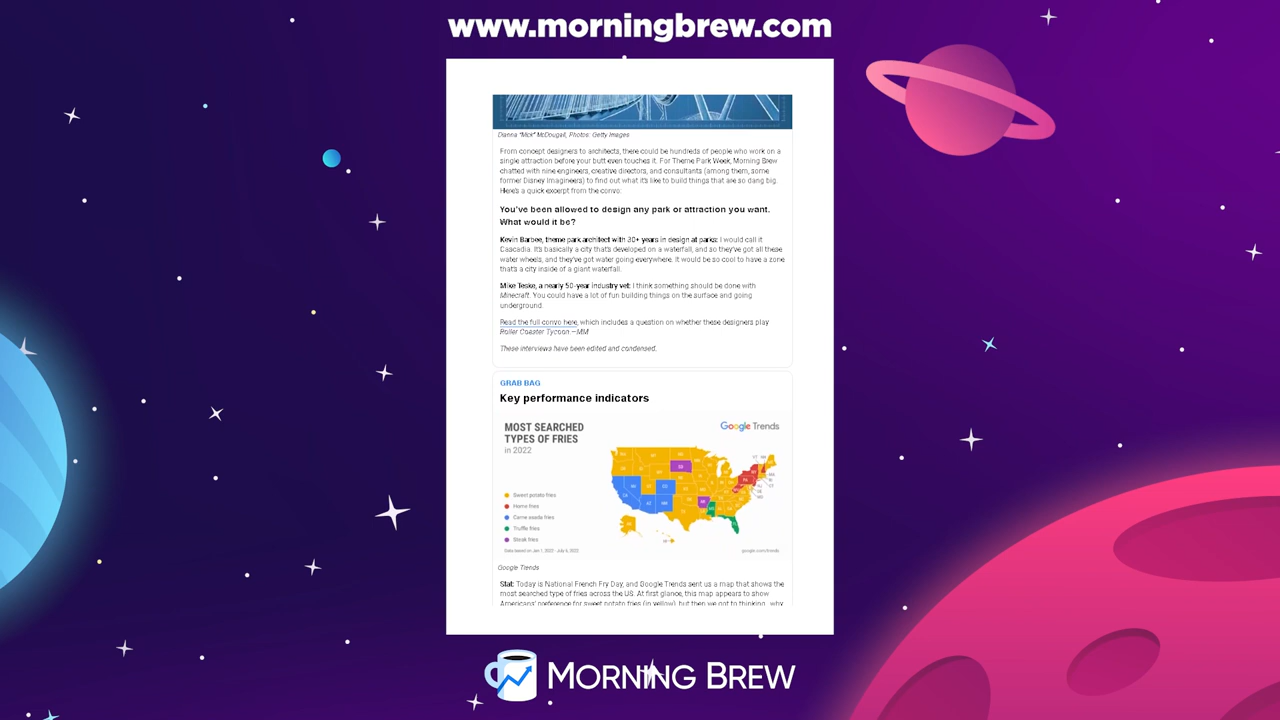 www.morningbrew.com
Dianna "Mick" McDougall, Photos: Getty Images
From concept designers to architects, there could be hundreds of people who work on a
single attraction before your butt even touches it. For Theme Park Week, Morning Brew
chatted with nine engineers, creative directors, and consultants (among them, some
former Disney Imagineers) to find out what it's like to build things that are so dang big.
Here's a quick excerpt from the convo:
You've been allowed to design any park or attraction you want.
What would it be?
Kevin Barbee, theme park architect with 30+ years in design at parks: I would call it
Cascadia. It's basically a city that's developed on a waterfall, and so they've got all these
water wheels, and they've got water going everywhere. It would be so cool to have a zone
that's a city inside of a giant waterfall.
Mike Teske, a nearly 50-year industry vet: I think something should be done with
Minecraft. You could have a lot of fun building things on the surface and going
underground.
Read the full convo here, which includes a question on whether these designers play
Roller Coaster Tycoon.—MM
These interviews have been edited and condensed.
GRAB BAG
Key performance indicators
MOST SEARCHED
TYPES OF FRIES
in 2022
Google Trends
Sweet potato fries
Home fries
Carne asada fries
Truffle fries
Steak fries
Data based on Jan 1, 2022 - July 6, 2022
google.com/trends
Google Trends
Stat: Today is National French Fry Day, and Google Trends sent us a map that shows the
most searched type of fries across the US. At first glance, this map appears to show
Americans' preference for sweet potato fries (in yellow), but then we got to thinking...why
MORNING BREW